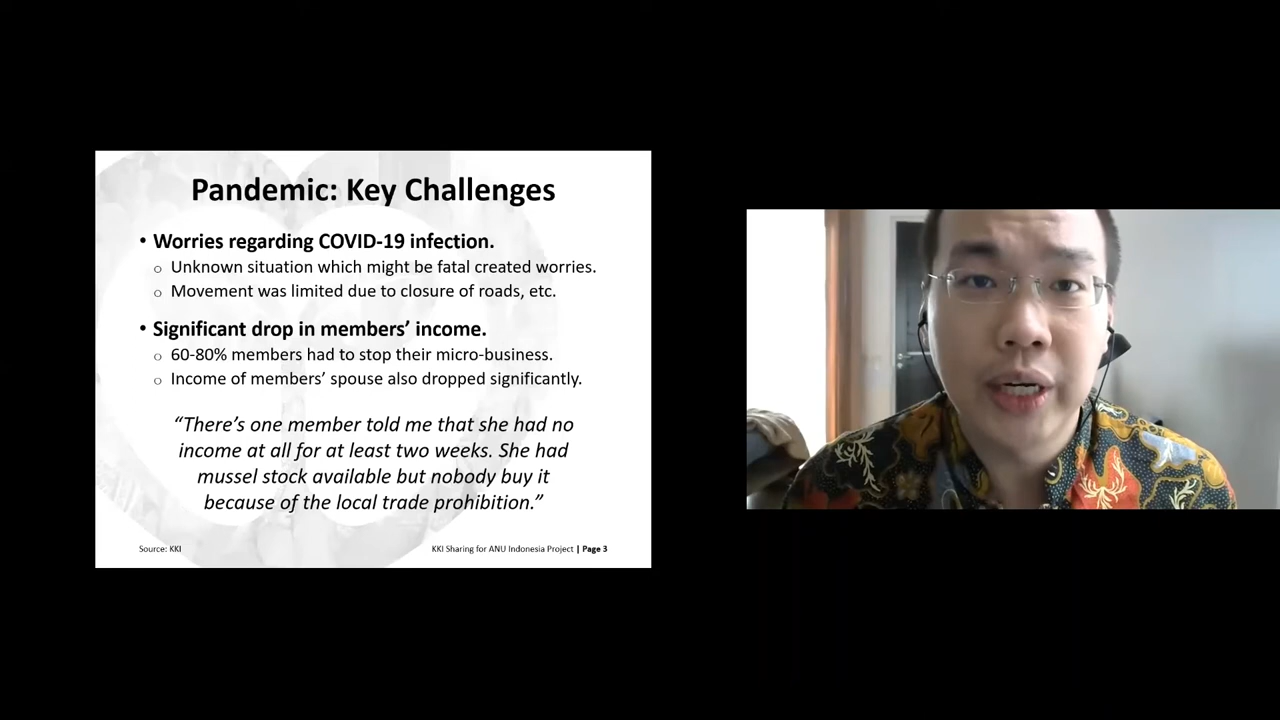 Pandemic: Key Challenges
• Worries regarding COVID-19 infection.
o Unknown situation which might be fatal created worries.
o Movement was limited due to closure of roads, etc.
• Significant drop in members’ income.
o 60-80% members had to stop their micro-business.
o Income of members’ spouse also dropped significantly.
“There’s one member told me that she had no
income at all for at least two weeks. She had
mussel stock available but nobody buy it
because of the local trade prohibition.”
Source: KKI
KKI Sharing for ANU Indonesia Project | Page 3